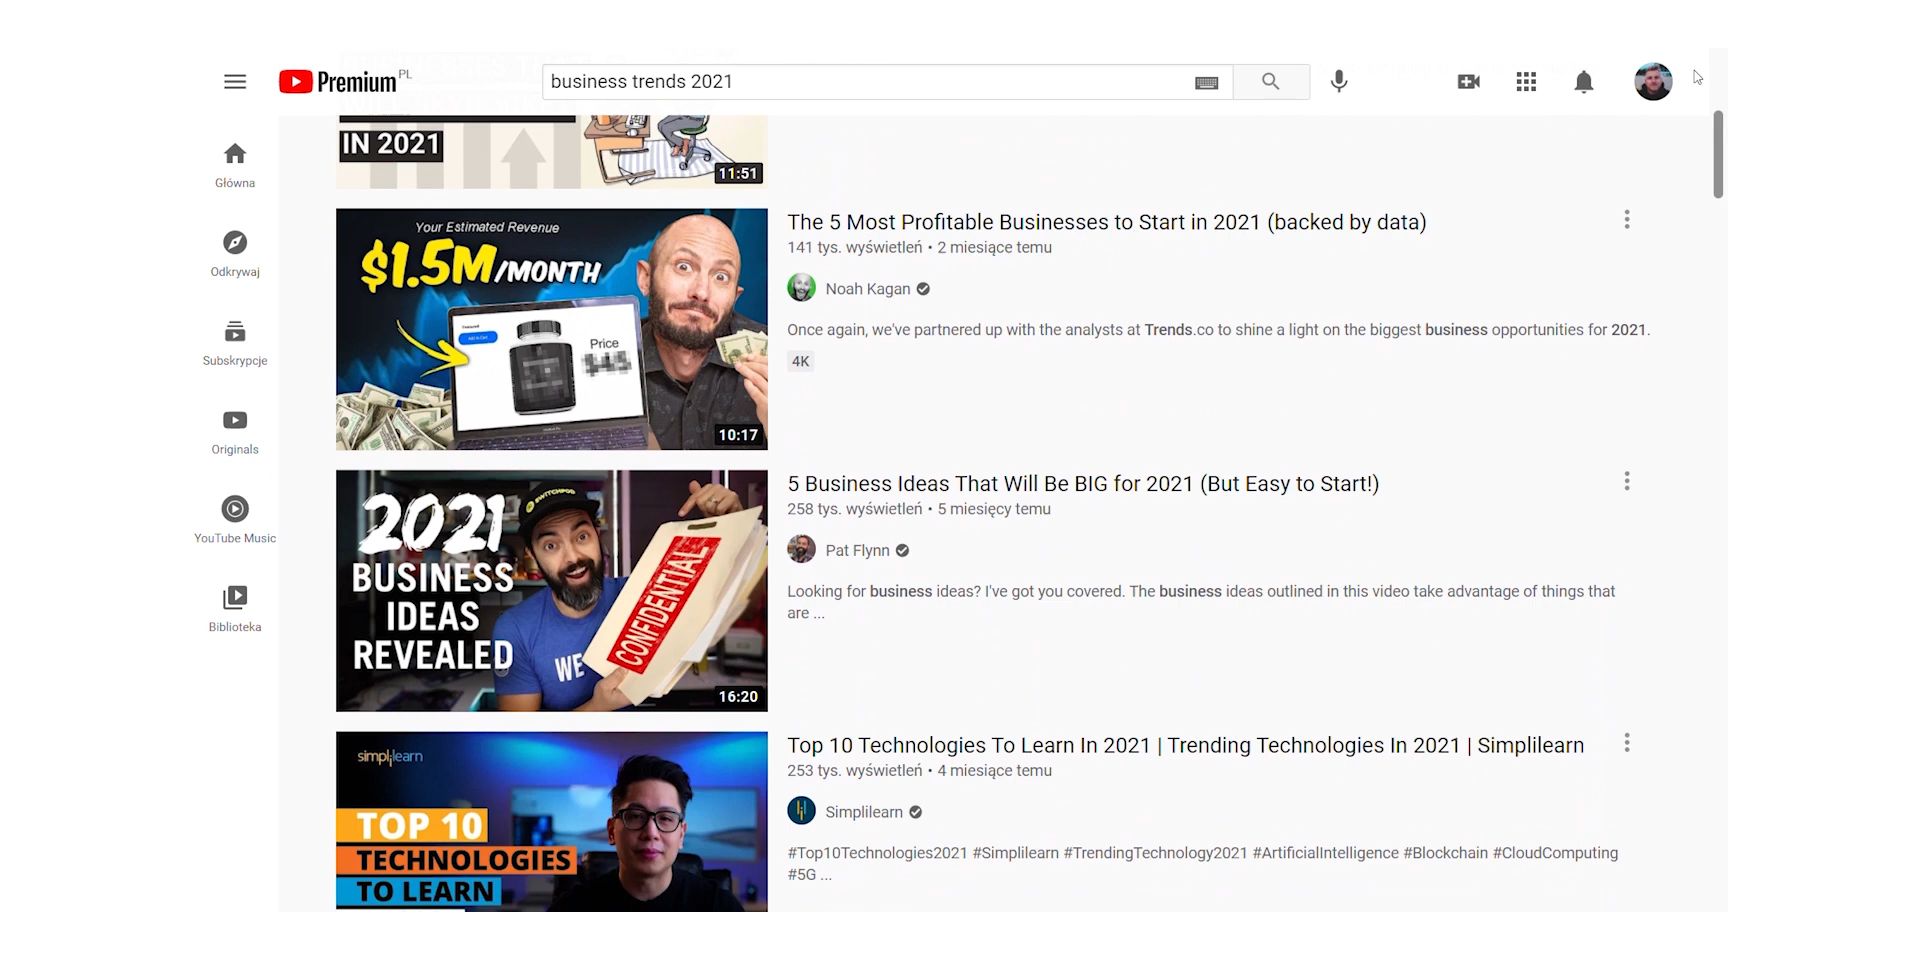 Premium PL
business trends 2021
Główna
Odkrywaj
Subskrypcje
Originals
YouTube Music
Biblioteka
IN 2021
11:51
Your Estimated Revenue
$1.5M/MONTH
Price
10:17
The 5 Most Profitable Businesses to Start in 2021 (backed by data)
141 tys. wyświetleń • 2 miesiące temu
Noah Kagan
Once again, we've partnered up with the analysts at Trends.co to shine a light on the biggest business opportunities for 2021.
4K
2021
BUSINESS
IDEAS
REVEALED
#SWITCHPOD
CONFIDENTIAL
WE
16:20
5 Business Ideas That Will Be BIG for 2021 (But Easy to Start!)
258 tys. wyświetleń • 5 miesięcy temu
Pat Flynn
Looking for business ideas? I've got you covered. The business ideas outlined in this video take advantage of things that
are ...
simplilearn
TOP 10
TECHNOLOGIES
TO LEARN
Top 10 Technologies To Learn In 2021 | Trending Technologies In 2021 | Simplilearn
253 tys. wyświetleń • 4 miesiące temu
Simplilearn
#Top10Technologies2021 #Simplilearn #TrendingTechnology2021 #ArtificialIntelligence #Blockchain #CloudComputing
#5G ...